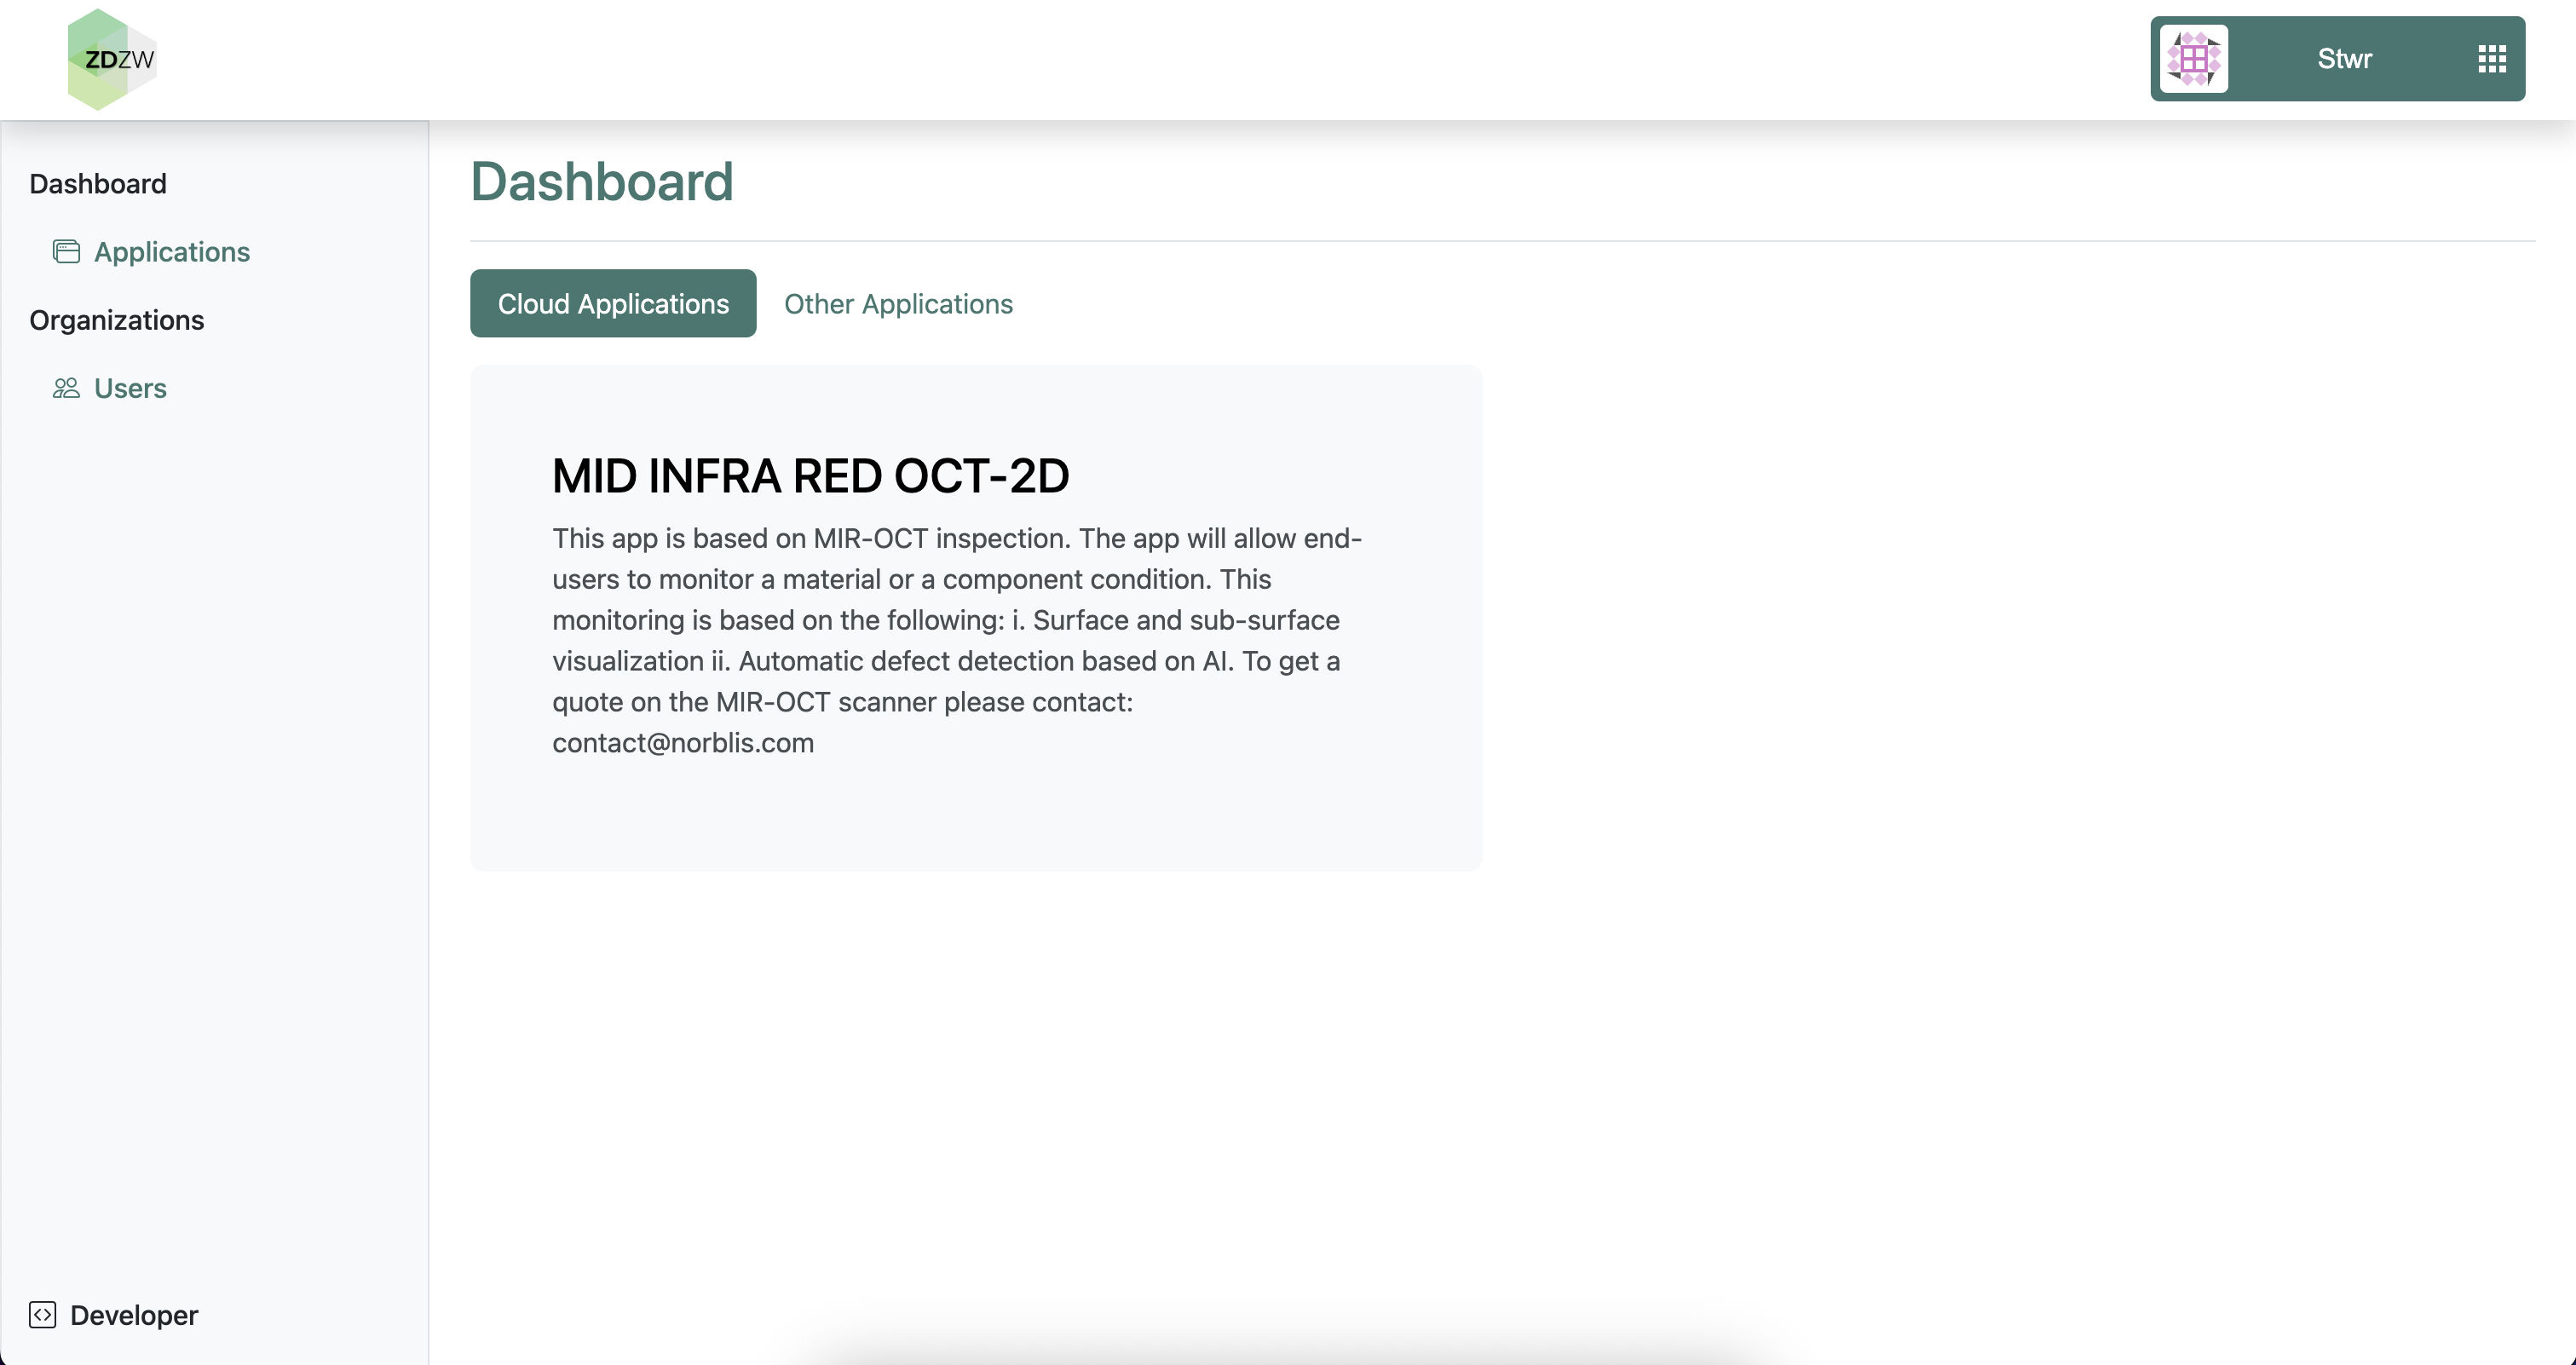 ZDZW
Stwr
Dashboard
Applications
Organizations
Users
Developer
Dashboard
Cloud Applications
Other Applications
MID INFRA RED OCT-2D
This app is based on MIR-OCT inspection. The app will allow end-
users to monitor a material or a component condition. This
monitoring is based on the following: i. Surface and sub-surface
visualization ii. Automatic defect detection based on AI. To get a
quote on the MIR-OCT scanner please contact:
contact@norblis.com